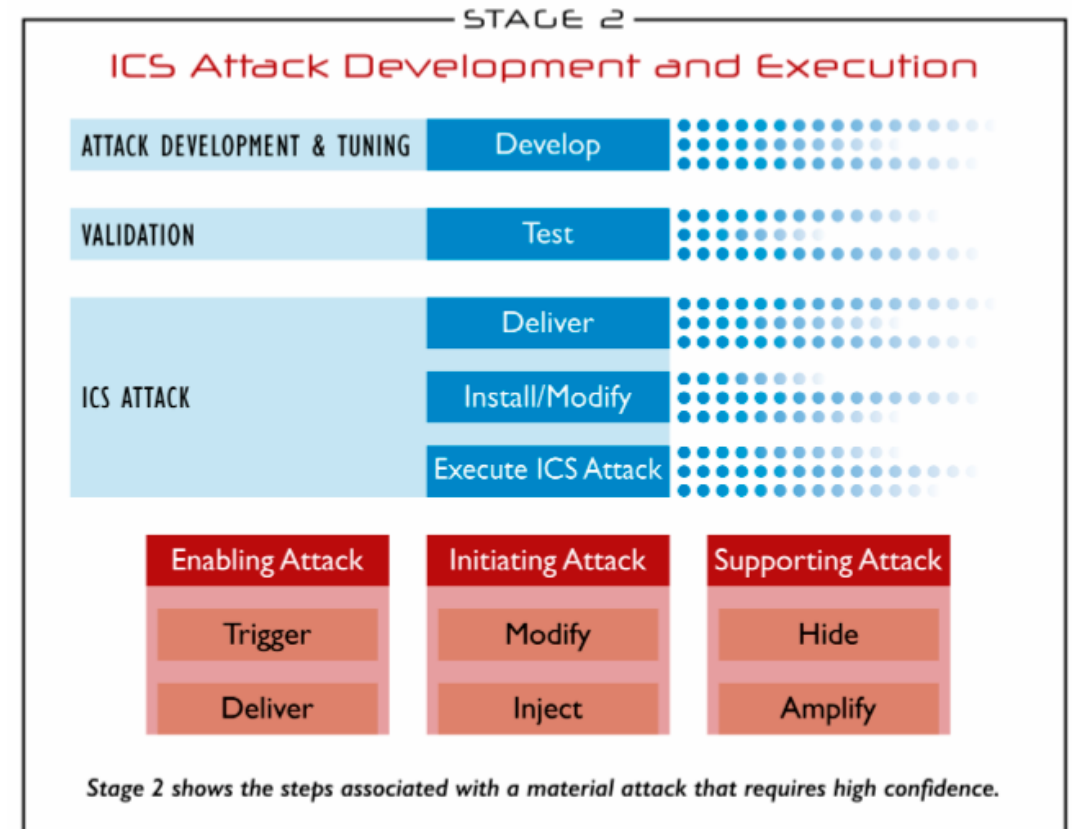 STAGE 2
ICS Attack Development and Execution
ATTACK DEVELOPMENT & TUNING
Develop
VALIDATION
Test
ICS ATTACK
Deliver
Install/Modify
Execute ICS Attack
Enabling Attack
Trigger
Deliver
Initiating Attack
Modify
Inject
Supporting Attack
Hide
Amplify
Stage 2 shows the steps associated with a material attack that requires high confidence.